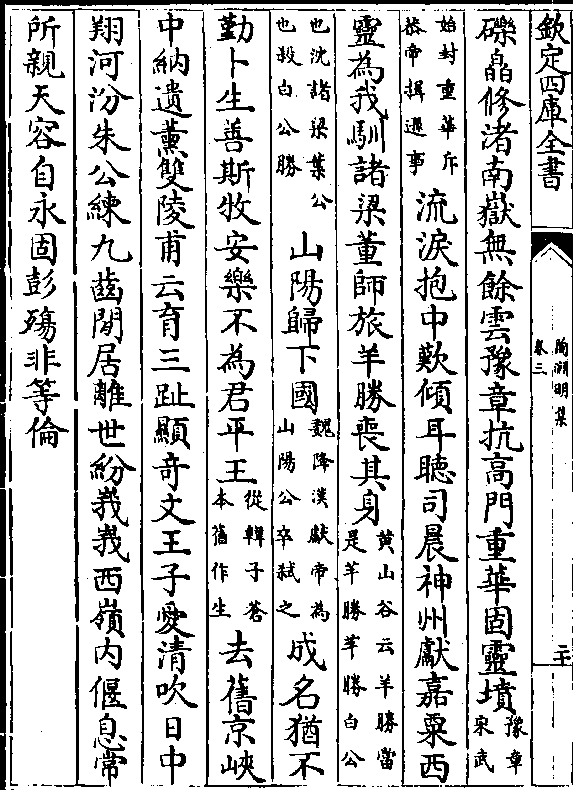 欽定四庫全書
陶淵明集
卷三
二十
礫皛修渚南嶽無餘雲豫章抗高門重華固靈墳豫章宋武
始封重華斥恭帝揖遜事流淚抱中歎傾耳聽司晨神州獻嘉粟西
靈為我馴諸梁董師旅羊勝喪其身黃山谷云羊勝當是芊勝芊勝白公
也沈諸梁葉公也殺白公勝山陽歸下國魏降漢獻帝為山陽公卒弑之成名猶不
勤卜生善斯牧安樂不為君平王從韓子蒼本舊作生去舊京峽
中納遺薰雙陵甫云育三趾顯奇文王子愛清吹日中
翔河汾朱公練九齒閒居離世紛峩峩西嶺内偃息常
所親天容自永固彭殤非等倫